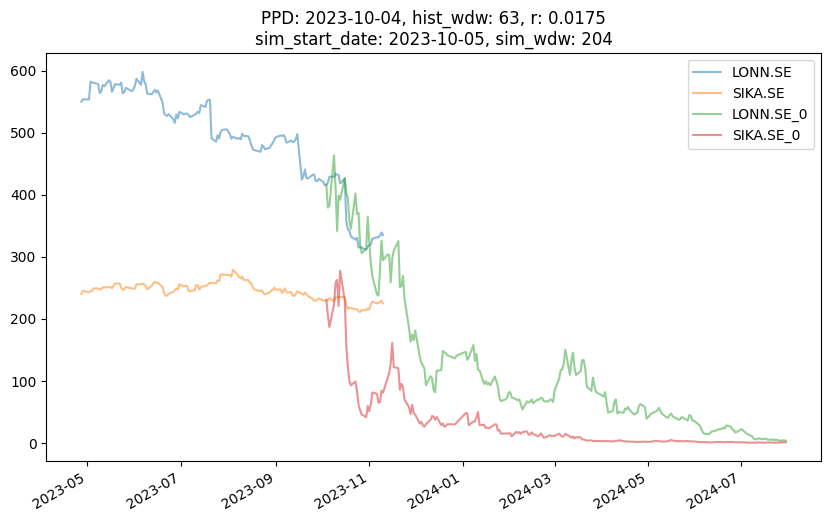 PPD: 2023-10-04, hist_wdw: 63, r: 0.0175
sim_start_date: 2023-10-05, sim_wdw: 204
LONN.SE
SIKA.SE
LONN.SE_0
SIKA.SE_0
600
500
400
300
200
100
0
2023-05
2023-07
2023-09
2023-11
2024-01
2024-03
2024-05
2024-07